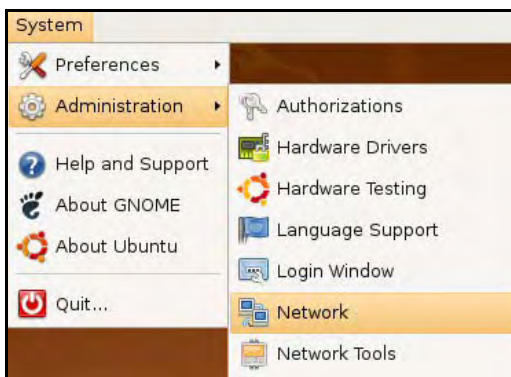 System
Preferences
Administration
Help and Support
About GNOME
About Ubuntu
Quit...
Authorizations
Hardware Drivers
Hardware Testing
Language Support
Login Window
Network
Network Tools